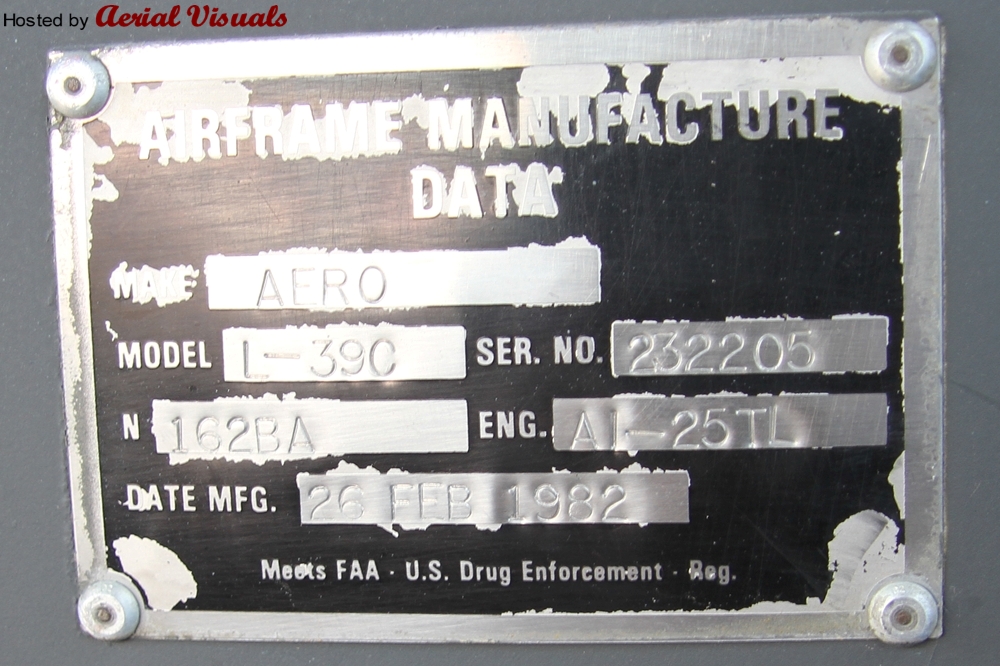 Hosted by Aerial Visuals
AIRFRAME MANUFACTURE
DATA
MAKE AERO
MODEL L-39C SER. NO. 232205
N 162BA ENG. AI-25TL
DATE MFG. 26 FEB 1982
Meets FAA · U.S. Drug Enforcement · Reg.